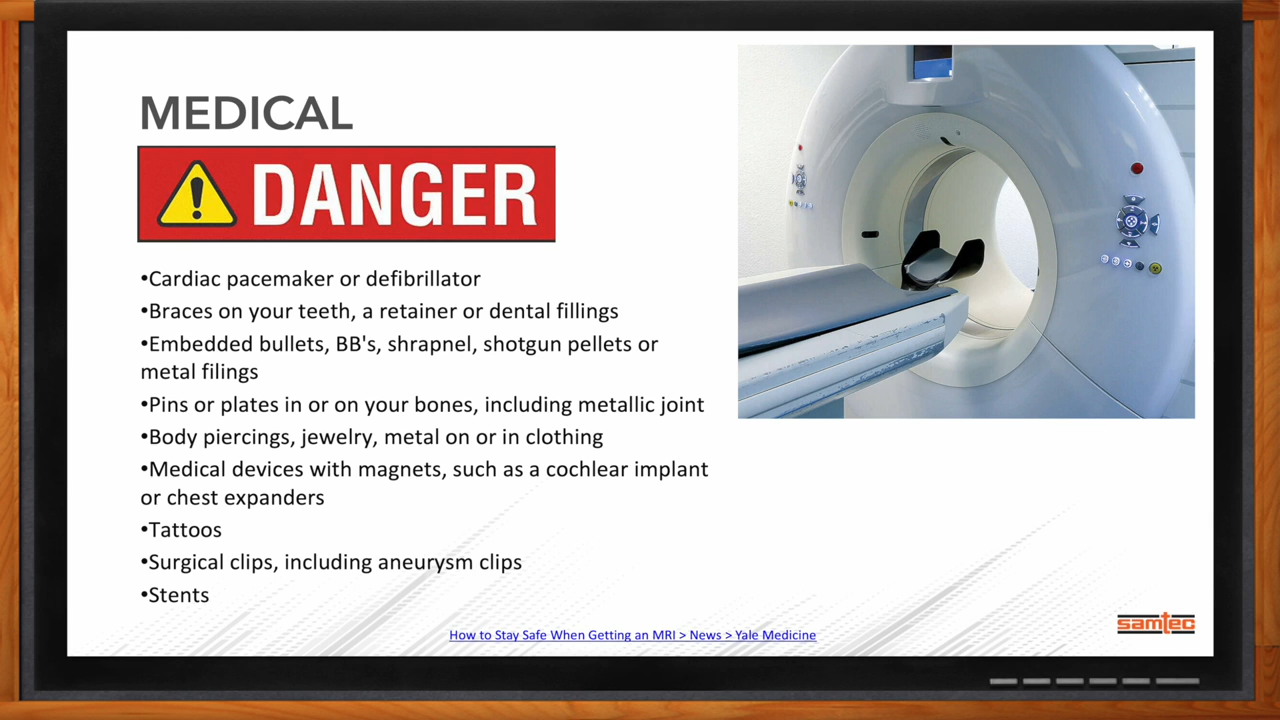 MEDICAL
DANGER
•Cardiac pacemaker or defibrillator
•Braces on your teeth, a retainer or dental fillings
•Embedded bullets, BB's, shrapnel, shotgun pellets or
metal filings
•Pins or plates in or on your bones, including metallic joint
•Body piercings, jewelry, metal on or in clothing
•Medical devices with magnets, such as a cochlear implant
or chest expanders
•Tattoos
•Surgical clips, including aneurysm clips
•Stents
How to Stay Safe When Getting an MRI > News > Yale Medicine
samtec